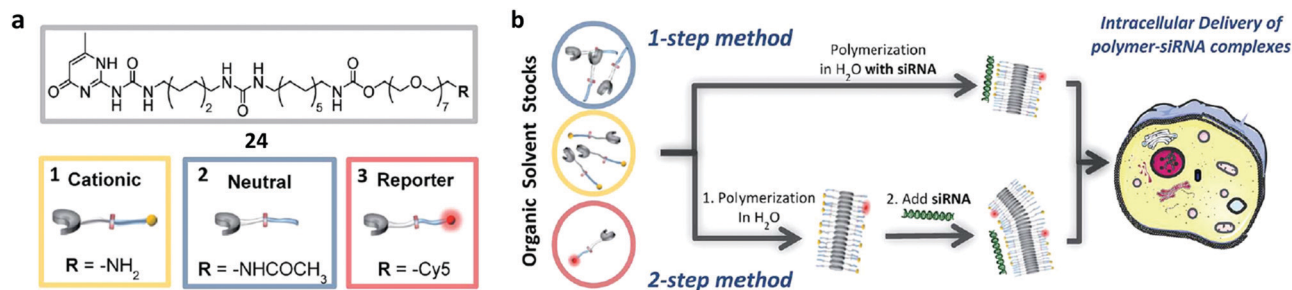 a
N
NH
O
N
N
H
O
N
H
2
H
N
O
N
H
5
H
N
O
O
O
7
R
24
1 Cationic
R = -NH2
2 Neutral
R = -NHCOCH3
3 Reporter
R = -Cy5
b
Organic Solvent Stocks
1-step method
Polymerization
in H2O with siRNA
1. Polymerization
In H2O
2. Add siRNA
2-step method
Intracellular Delivery of
polymer-siRNA complexes